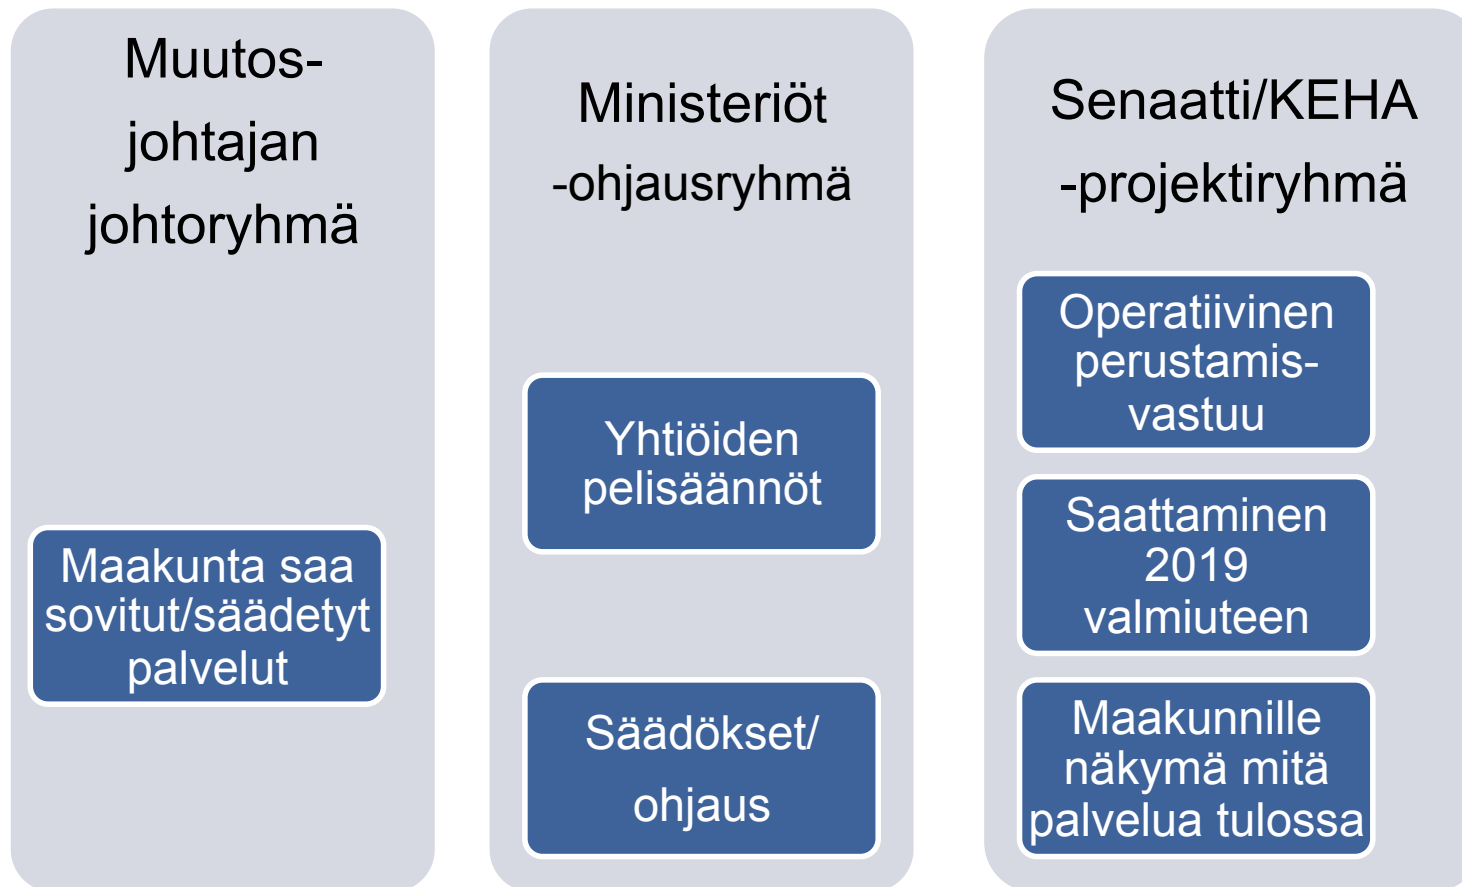 Muutos-
johtajan
johtoryhmä
Maakunta saa
sovitut/säädetyt
palvelut
Ministeriöt
-ohjausryhmä
Yhtiöiden
pelisäännöt
Säädökset/
ohjaus
Senaatti/KEHA
-projektiryhmä
Operatiivinen
perustamis-
vastuu
Saattaminen
2019
valmiuteen
Maakunnille
näkymä mitä
palvelua tulossa